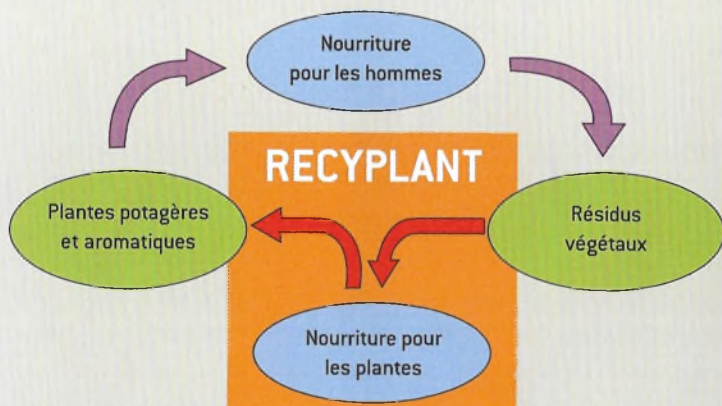 Nourriture
pour les hommes
RECYPLANT
Plantes potagères
et aromatiques
Résidus
végétaux
Nourriture pour
les plantes